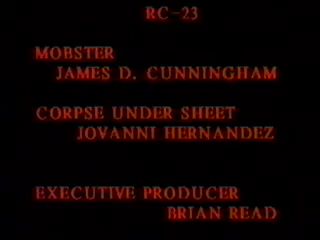 RC-23
MOBSTER
JAMES D. CUNNINGHAM
CORPSE UNDER SHEET
JOVANNI HERNANDEZ
EXECUTIVE PRODUCER
BRIAN READ